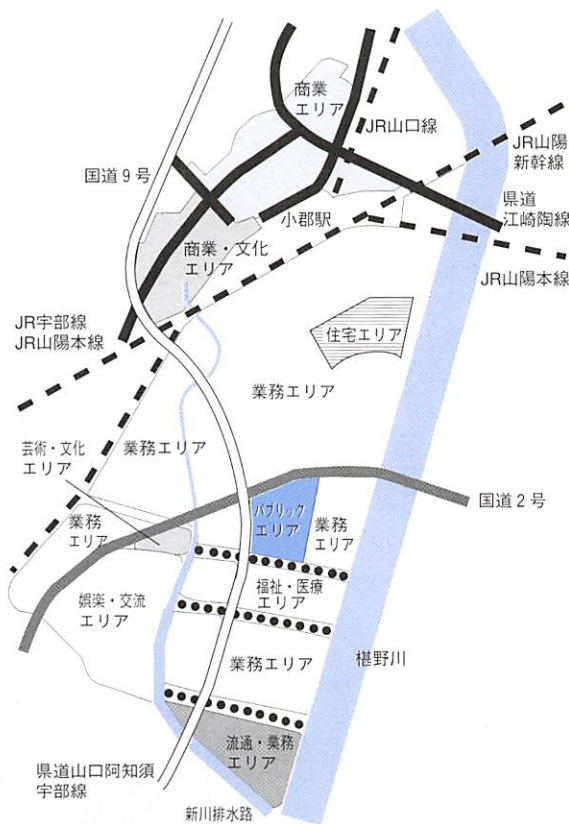 商業
エリア
JR山口線
JR山陽
新幹線
国道9号
県道
江崎陶線
小郡駅
商業・文化
エリア
JR山陽本線
JR宇部線
JR山陽本線
住宅エリア
業務エリア
芸術・文化
エリア
業務エリア
国道2号
パブリック
エリア
業務
エリア
業務
エリア
福祉・医療
エリア
娯楽・交流
エリア
業務エリア
椹野川
流通・業務
エリア
県道山口阿知須
宇部線
新川排水路